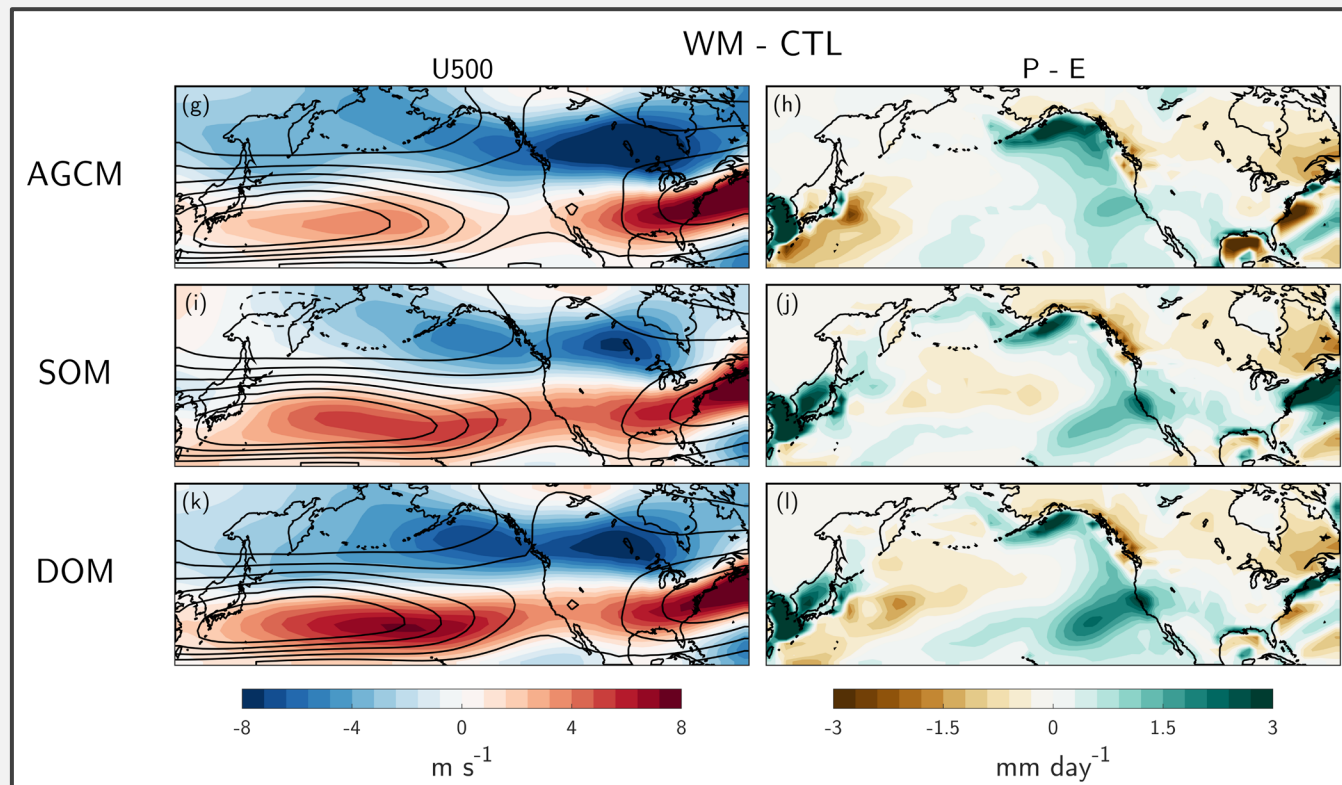 WM - CTL
U500
P - E
AGCM
(g)
(h)
SOM
(i)
(j)
DOM
(k)
(l)
-8 -4 0 4 8
m s⁻¹
-3 -1.5 0 1.5 3
mm day⁻¹